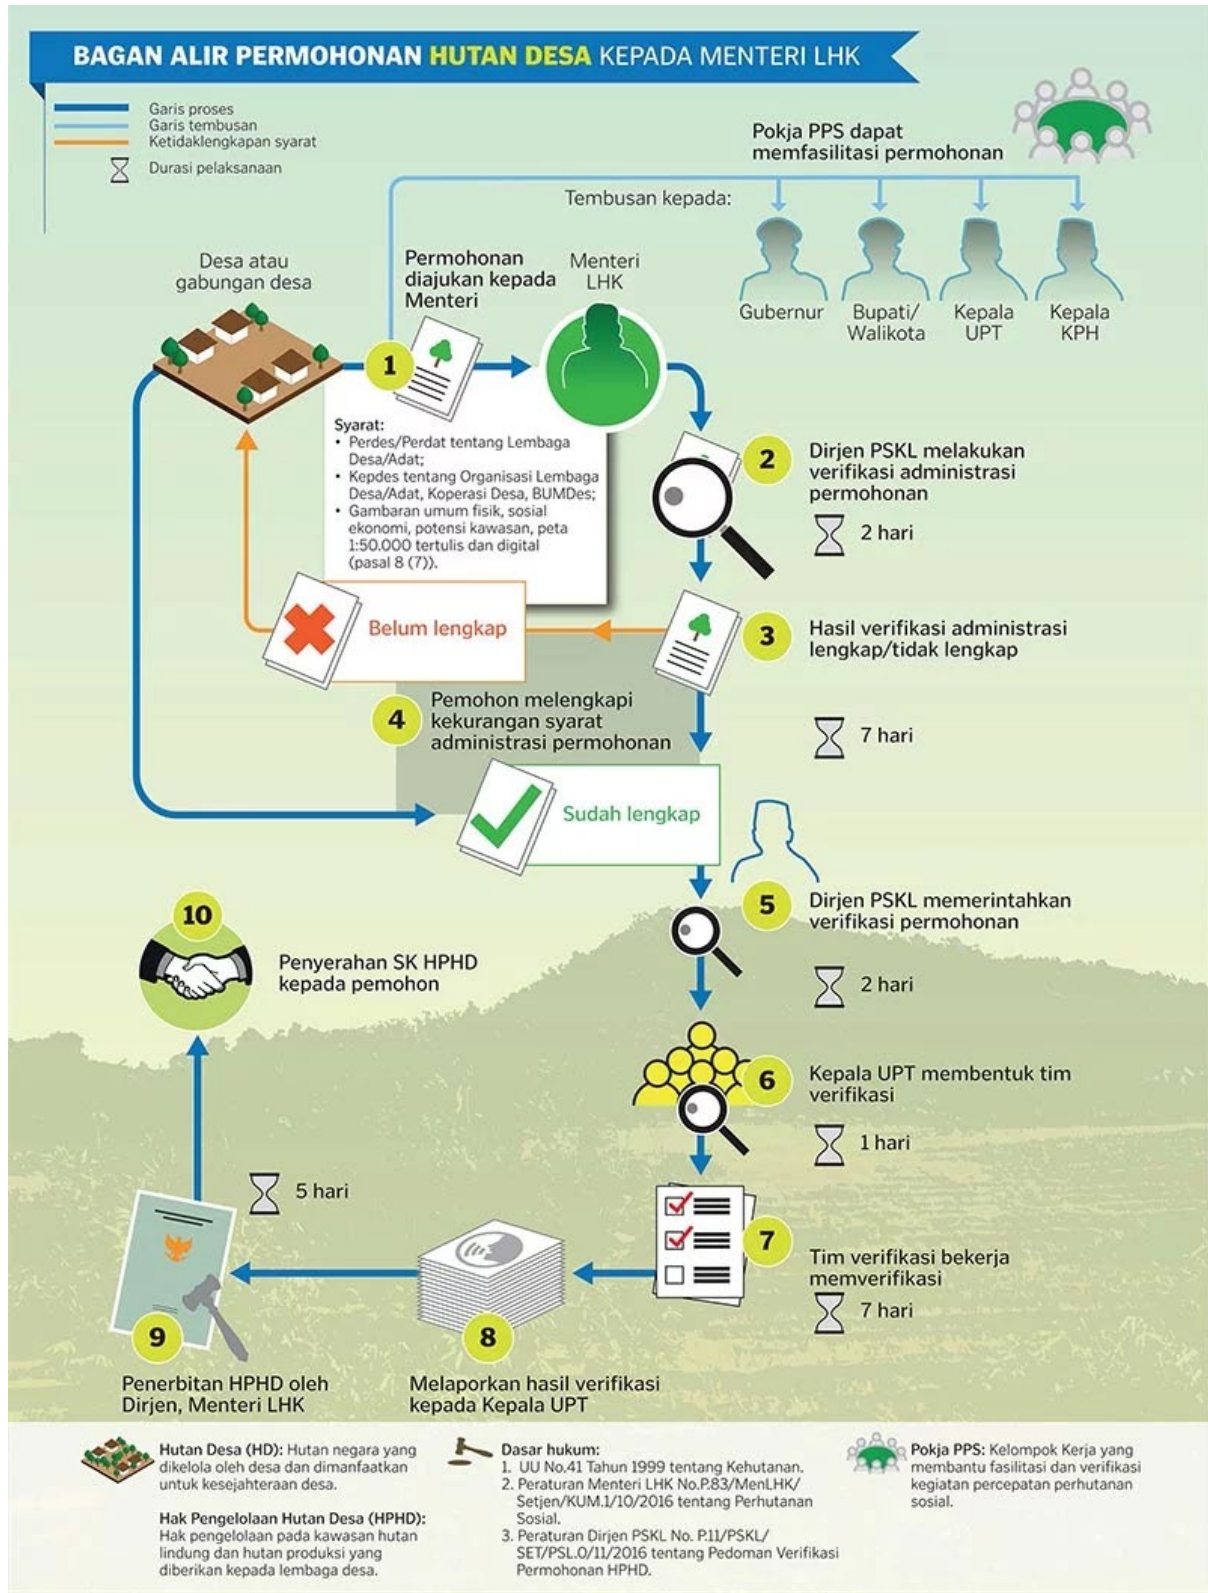 BAGAN ALIR PERMOHONAN HUTAN DESA KEPADA MENTERI LHK
Garis proses
Garis tembusan
Ketidaklengkapan syarat
Durasi pelaksanaan
Pokja PPS dapat
memfasilitasi permohonan
Tembusan kepada:
Gubernur
Bupati/
Walikota
Kepala
UPT
Kepala
KPH
Desa atau
gabungan desa
Permohonan
diajukan kepada
Menteri
Menteri
LHK
1
Syarat:
• Perdes/Perdat tentang Lembaga
Desa/Adat;
• Kepdes tentang Organisasi Lembaga
Desa/Adat, Koperasi Desa, BUMDes;
• Gambaran umum fisik, sosial
ekonomi, potensi kawasan, peta
1:50.000 tertulis dan digital
(pasal 8 (7)).
2
Dirjen PSKL melakukan
verifikasi administrasi
permohonan
2 hari
3
Hasil verifikasi administrasi
lengkap/tidak lengkap
7 hari
Belum lengkap
4
Pemohon melengkapi
kekurangan syarat
administrasi permohonan
Sudah lengkap
5
Dirjen PSKL memerintahkan
verifikasi permohonan
2 hari
6
Kepala UPT membentuk tim
verifikasi
1 hari
7
Tim verifikasi bekerja
memverifikasi
7 hari
8
Melaporkan hasil verifikasi
kepada Kepala UPT
9
Penerbitan HPHD oleh
Dirjen, Menteri LHK
5 hari
10
Penyerahan SK HPHD
kepada pemohon
Hutan Desa (HD): Hutan negara yang
dikelola oleh desa dan dimanfaatkan
untuk kesejahteraan desa.
Hak Pengelolaan Hutan Desa (HPHD):
Hak pengelolaan pada kawasan hutan
lindung dan hutan produksi yang
diberikan kepada lembaga desa.
Dasar hukum:
1. UU No.41 Tahun 1999 tentang Kehutanan.
2. Peraturan Menteri LHK No.P.83/MenLHK/
Setjen/KUM.1/10/2016 tentang Perhutanan
Sosial.
3. Peraturan Dirjen PSKL No. P.11/PSKL/
SET/PSL.0/11/2016 tentang Pedoman Verifikasi
Permohonan HPHD.
Pokja PPS: Kelompok Kerja yang
membantu fasilitasi dan verifikasi
kegiatan percepatan perhutanan
sosial.